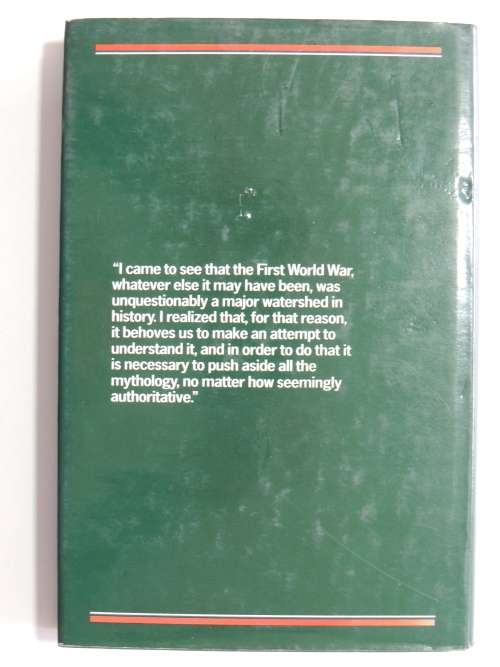 "I came to see that the First World War,
whatever else it may have been, was
unquestionably a major watershed in
history. I realized that, for that reason,
it behoves us to make an attempt to
understand it, and in order to do that it
is necessary to push aside all the
mythology, no matter how seemingly
authoritative."